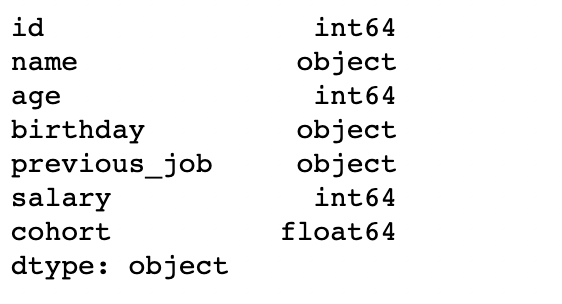 id int64
name object
age int64
birthday object
previous_job object
salary int64
cohort float64
dtype: object